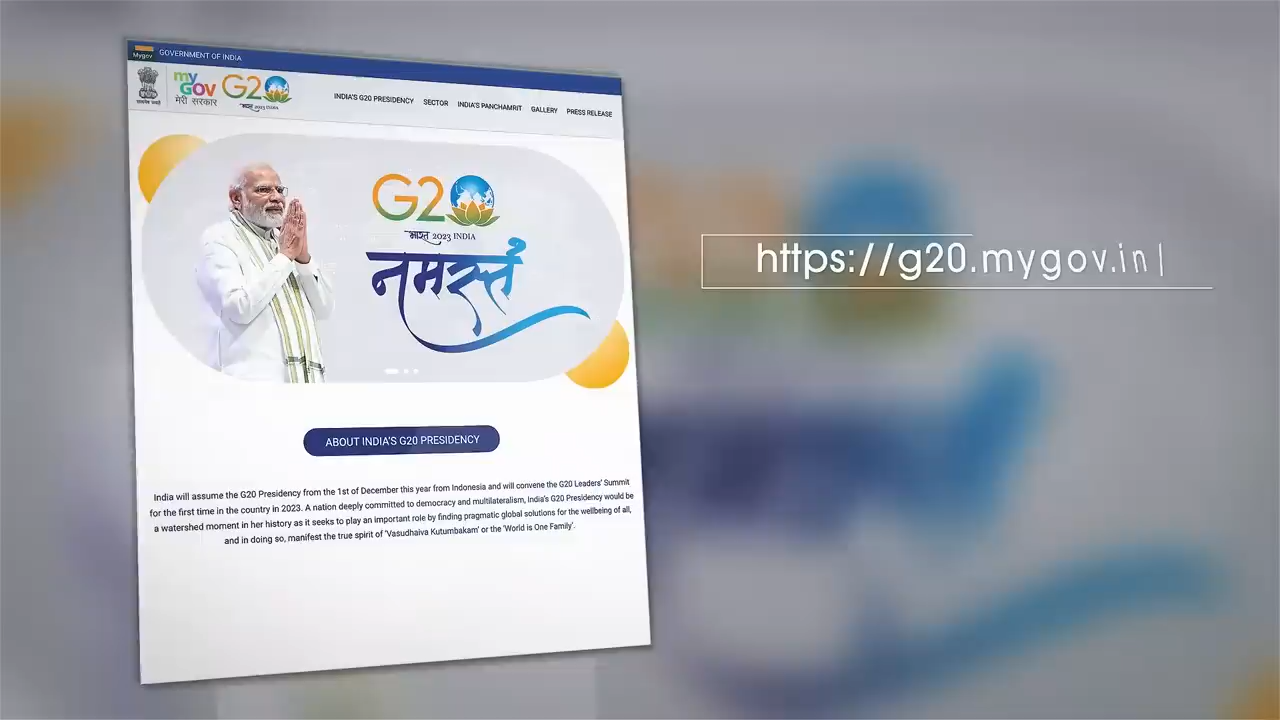 Mygov
GOVERNMENT OF INDIA
my
GOV
मेरी सरकार
G20
भारत 2023 INDIA
INDIA'S G20 PRESIDENCY
SECTOR
INDIA'S PANCHAMRIT
GALLERY
PRESS RELEASE
G20
भारत 2023 INDIA
नमस्ते
https://g20.mygov.in
ABOUT INDIA'S G20 PRESIDENCY
India will assume the G20 Presidency from the 1st of December this year from Indonesia and will convene the G20 Leaders' Summit
for the first time in the country in 2023. A nation deeply committed to democracy and multilateralism, India's G20 Presidency would be
a watershed moment in her history as it seeks to play an important role by finding pragmatic global solutions for the wellbeing of all,
and in doing so, manifest the true spirit of 'Vasudhaiva Kutumbakam' or the 'World is One Family'.